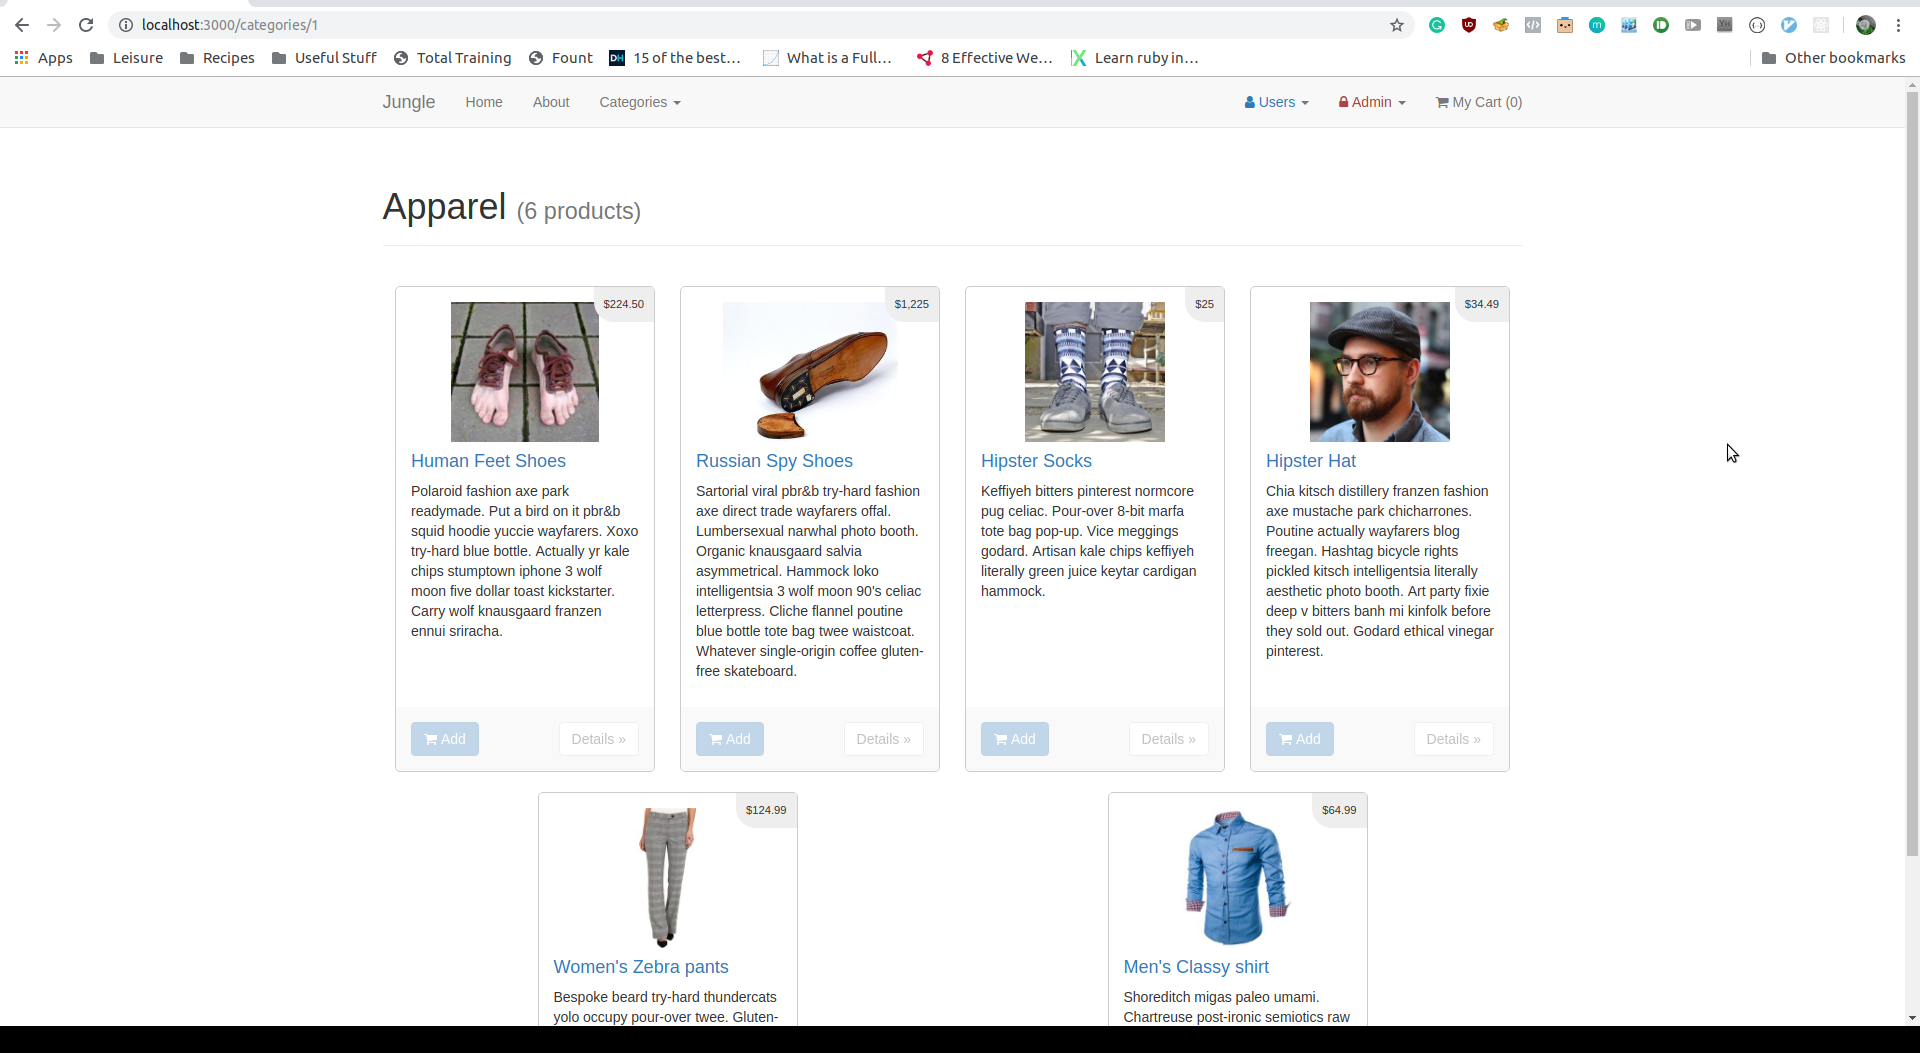 localhost:3000/categories/1
Apps Leisure Recipes Useful Stuff Total Training Fount DH 15 of the best... What is a Full... 8 Effective We... Learn ruby in... Other bookmarks
Jungle Home About Categories Users Admin My Cart (0)
Apparel (6 products)
$224.50
Human Feet Shoes
Polaroid fashion axe park
readymade. Put a bird on it pbr&b
squid hoodie yuccie wayfarers. Xoxo
try-hard blue bottle. Actually yr kale
chips stumptown iphone 3 wolf
moon five dollar toast kickstarter.
Carry wolf knausgaard franzen
ennui sriracha.
Add Details »
$1,225
Russian Spy Shoes
Sartorial viral pbr&b try-hard fashion
axe direct trade wayfarers offal.
Lumbersexual narwhal photo booth.
Organic knausgaard salvia
asymmetrical. Hammock loko
intelligentsia 3 wolf moon 90's celiac
letterpress. Cliche flannel poutine
blue bottle tote bag twee waistcoat.
Whatever single-origin coffee gluten-
free skateboard.
Add Details »
$25
Hipster Socks
Keffiyeh bitters pinterest normcore
pug celiac. Pour-over 8-bit marfa
tote bag pop-up. Vice meggings
godard. Artisan kale chips keffiyeh
literally green juice keytar cardigan
hammock.
Add Details »
$34.49
Hipster Hat
Chia kitsch distillery franzen fashion
axe mustache park chicharrones.
Poutine actually wayfarers blog
freegan. Hashtag bicycle rights
pickled kitsch intelligentsia literally
aesthetic photo booth. Art party fixie
deep v bitters banh mi kinfolk before
they sold out. Godard ethical vinegar
pinterest.
Add Details »
$124.99
Women's Zebra pants
Bespoke beard try-hard thundercats
yolo occupy pour-over twee. Gluten-
$64.99
Men's Classy shirt
Shoreditch migas paleo umami.
Chartreuse post-ironic semiotics raw